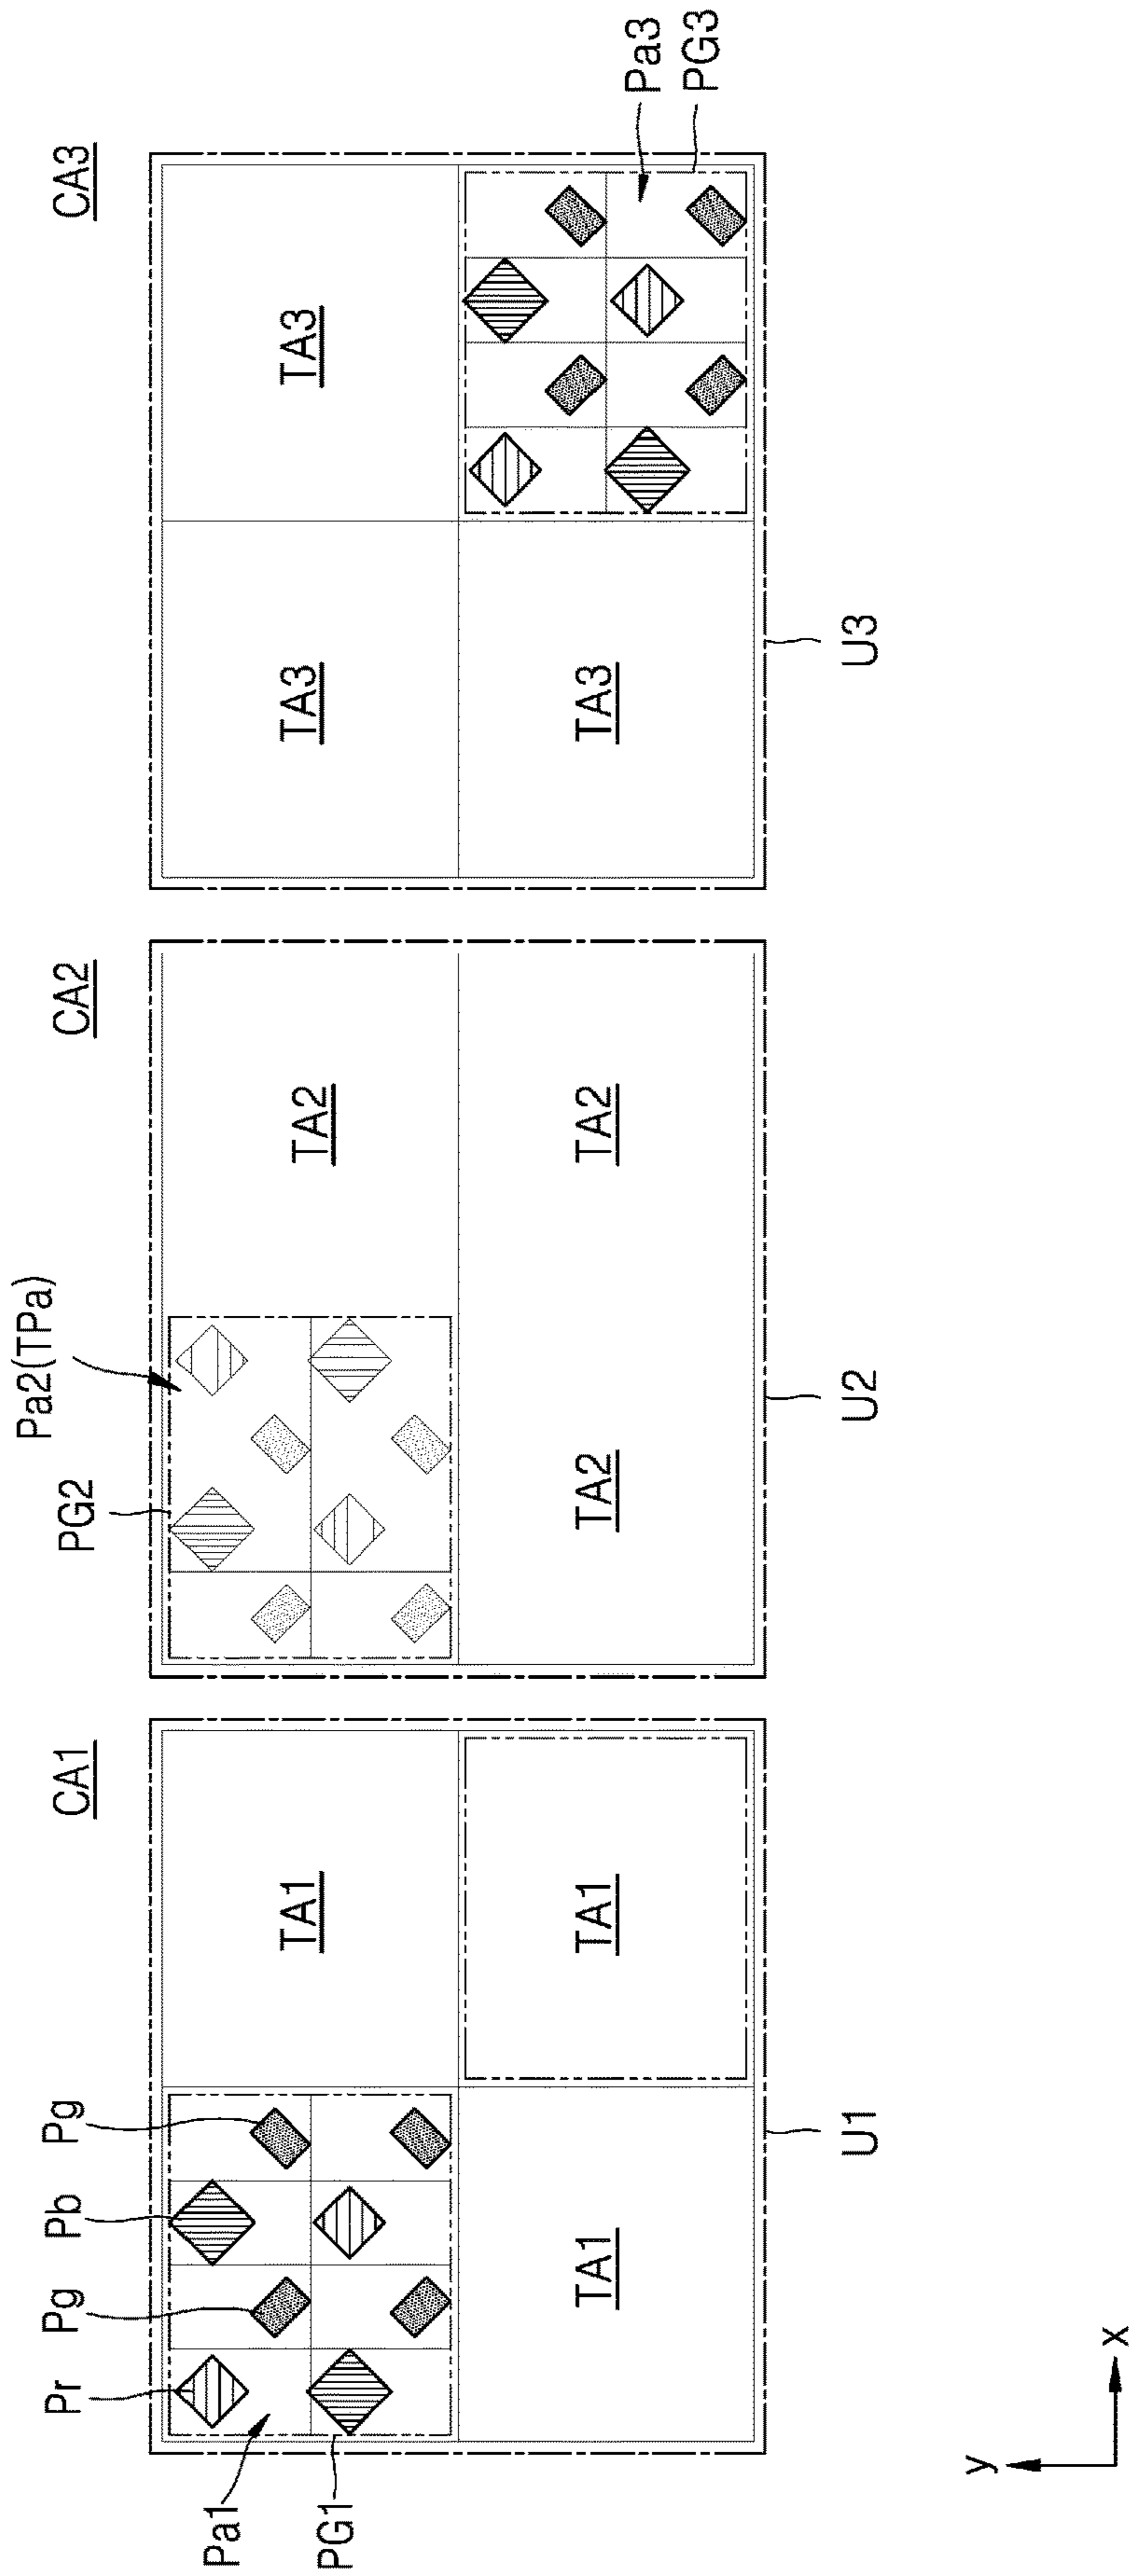 Pa2(TPa)
Pr
Pg
Pb
Pg
CA1
PG2
CA2
CA3
Pa1
TA1
TA2
TA3
TA3
PG1
TA1
TA1
TA2
TA2
TA3
Pa3
PG3
U1
U2
U3
y
x